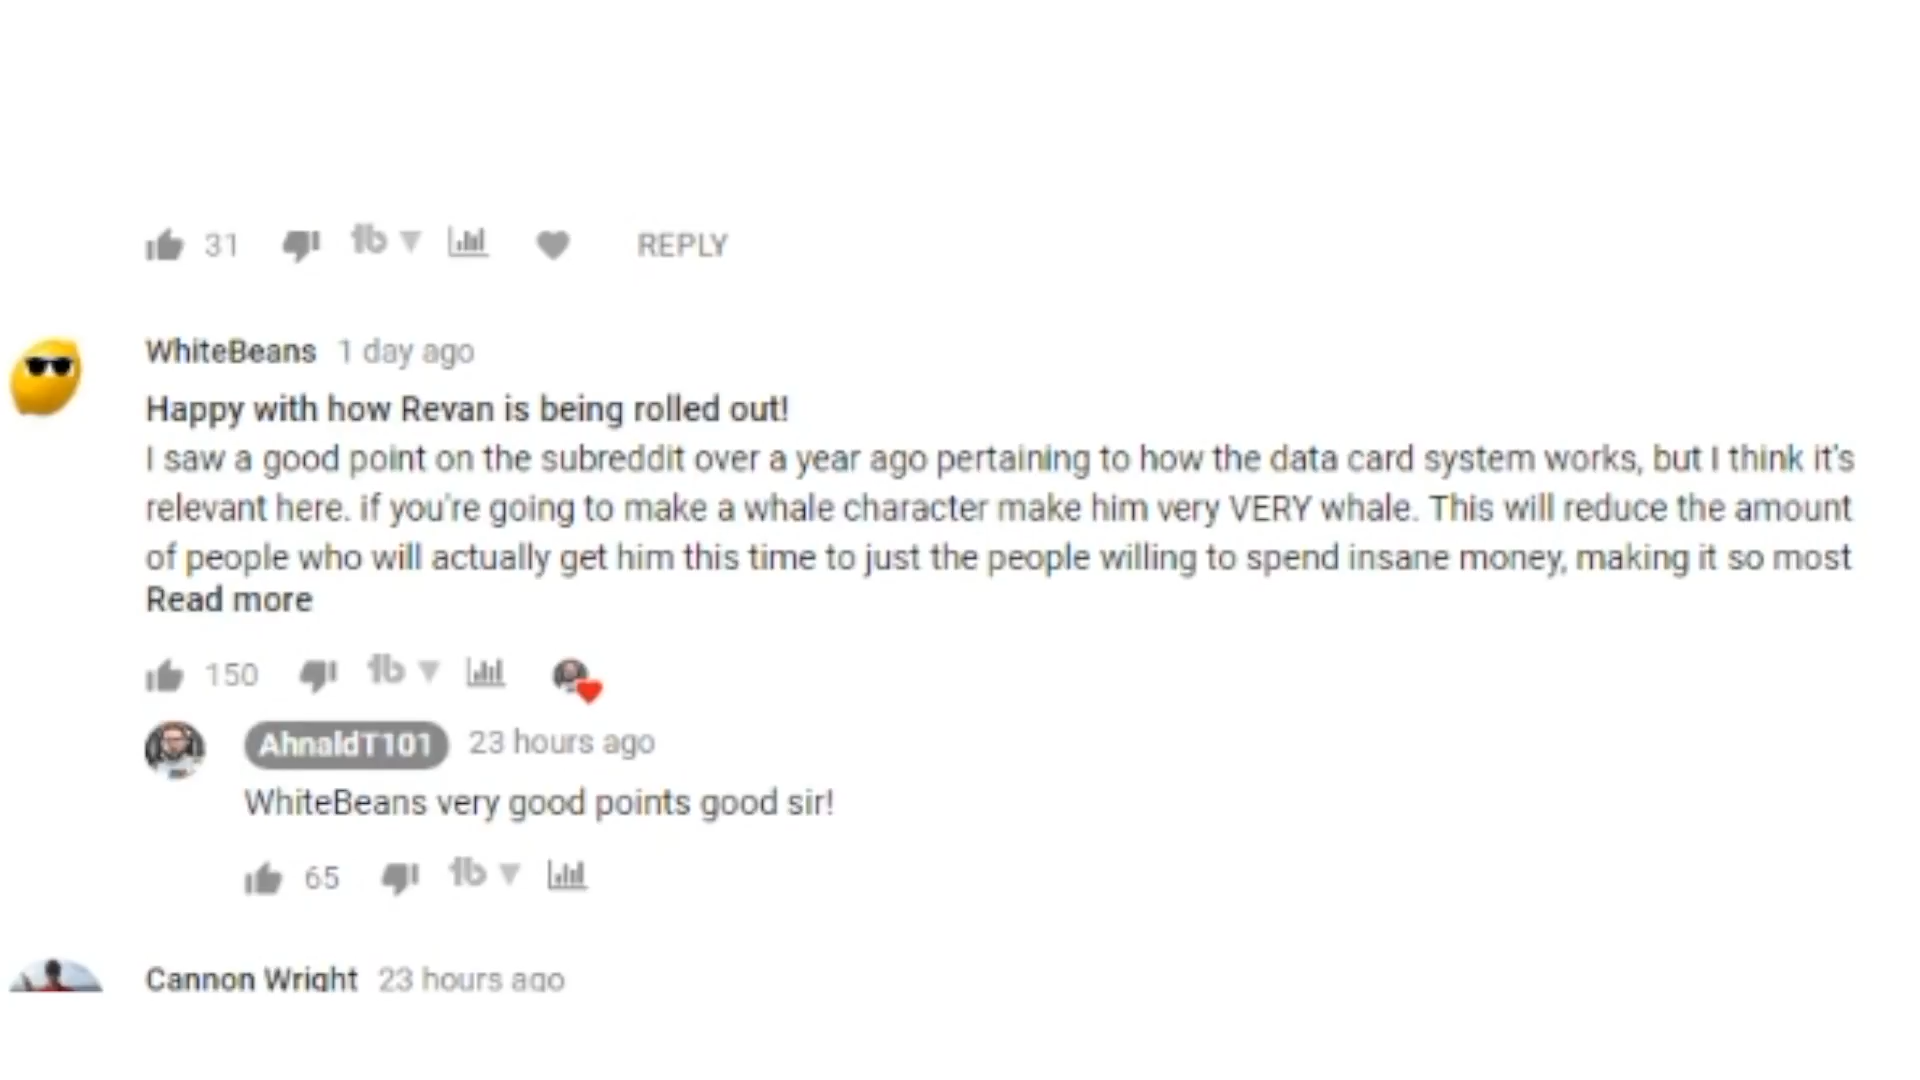 31 REPLY
WhiteBeans 1 day ago
Happy with how Revan is being rolled out!
I saw a good point on the subreddit over a year ago pertaining to how the data card system works, but I think it's
relevant here. if you're going to make a whale character make him very VERY whale. This will reduce the amount
of people who will actually get him this time to just the people willing to spend insane money, making it so most
Read more
150
AhnaldT101 23 hours ago
WhiteBeans very good points good sir!
65
Cannon Wright 23 hours ago